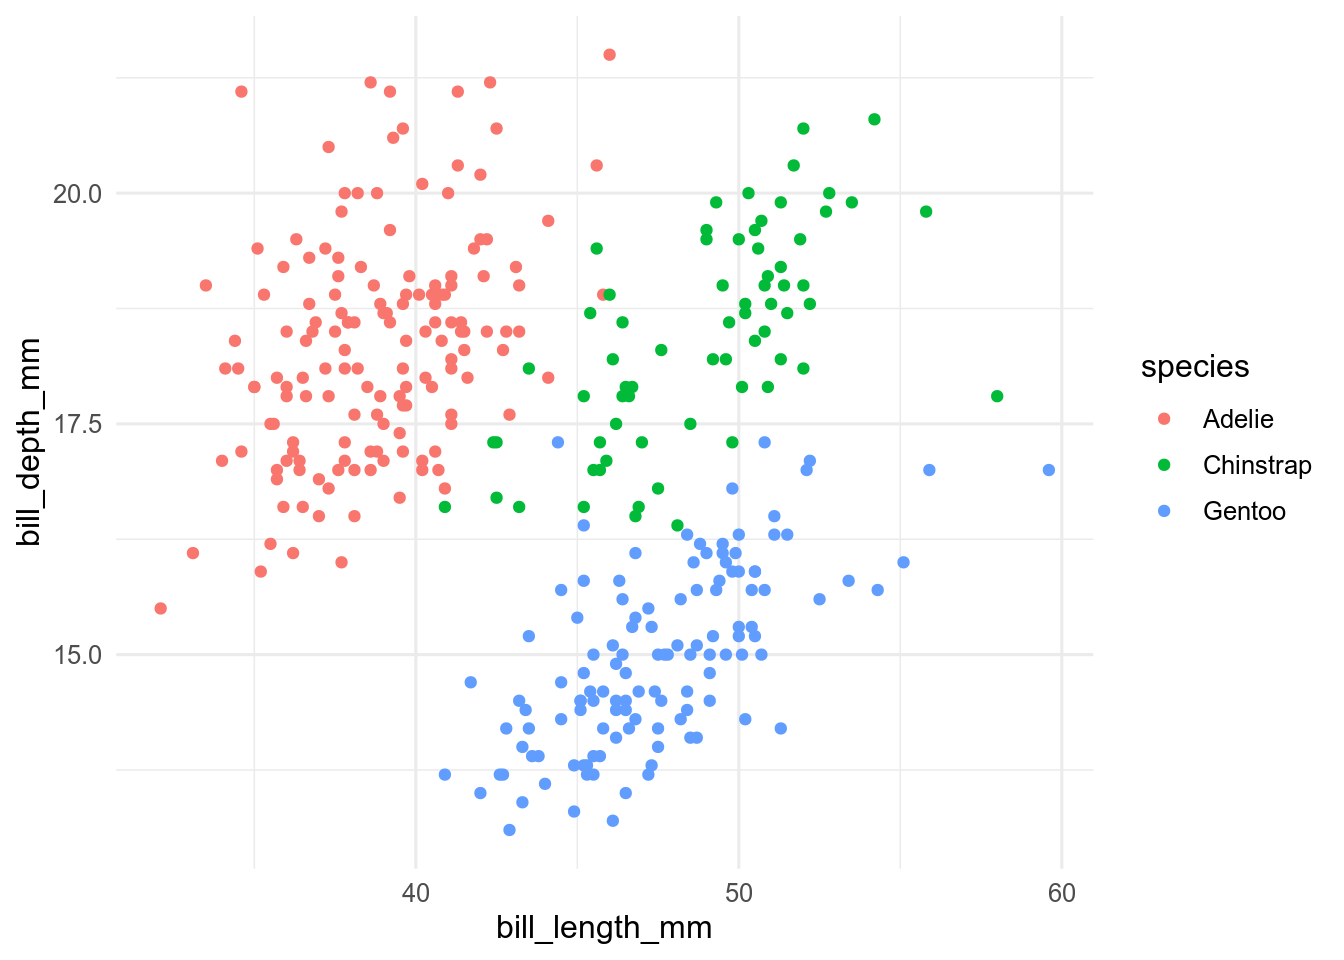 bill_depth_mm
20.0
17.5
15.0
40
50
60
bill_length_mm
species
Adelie
Chinstrap
Gentoo